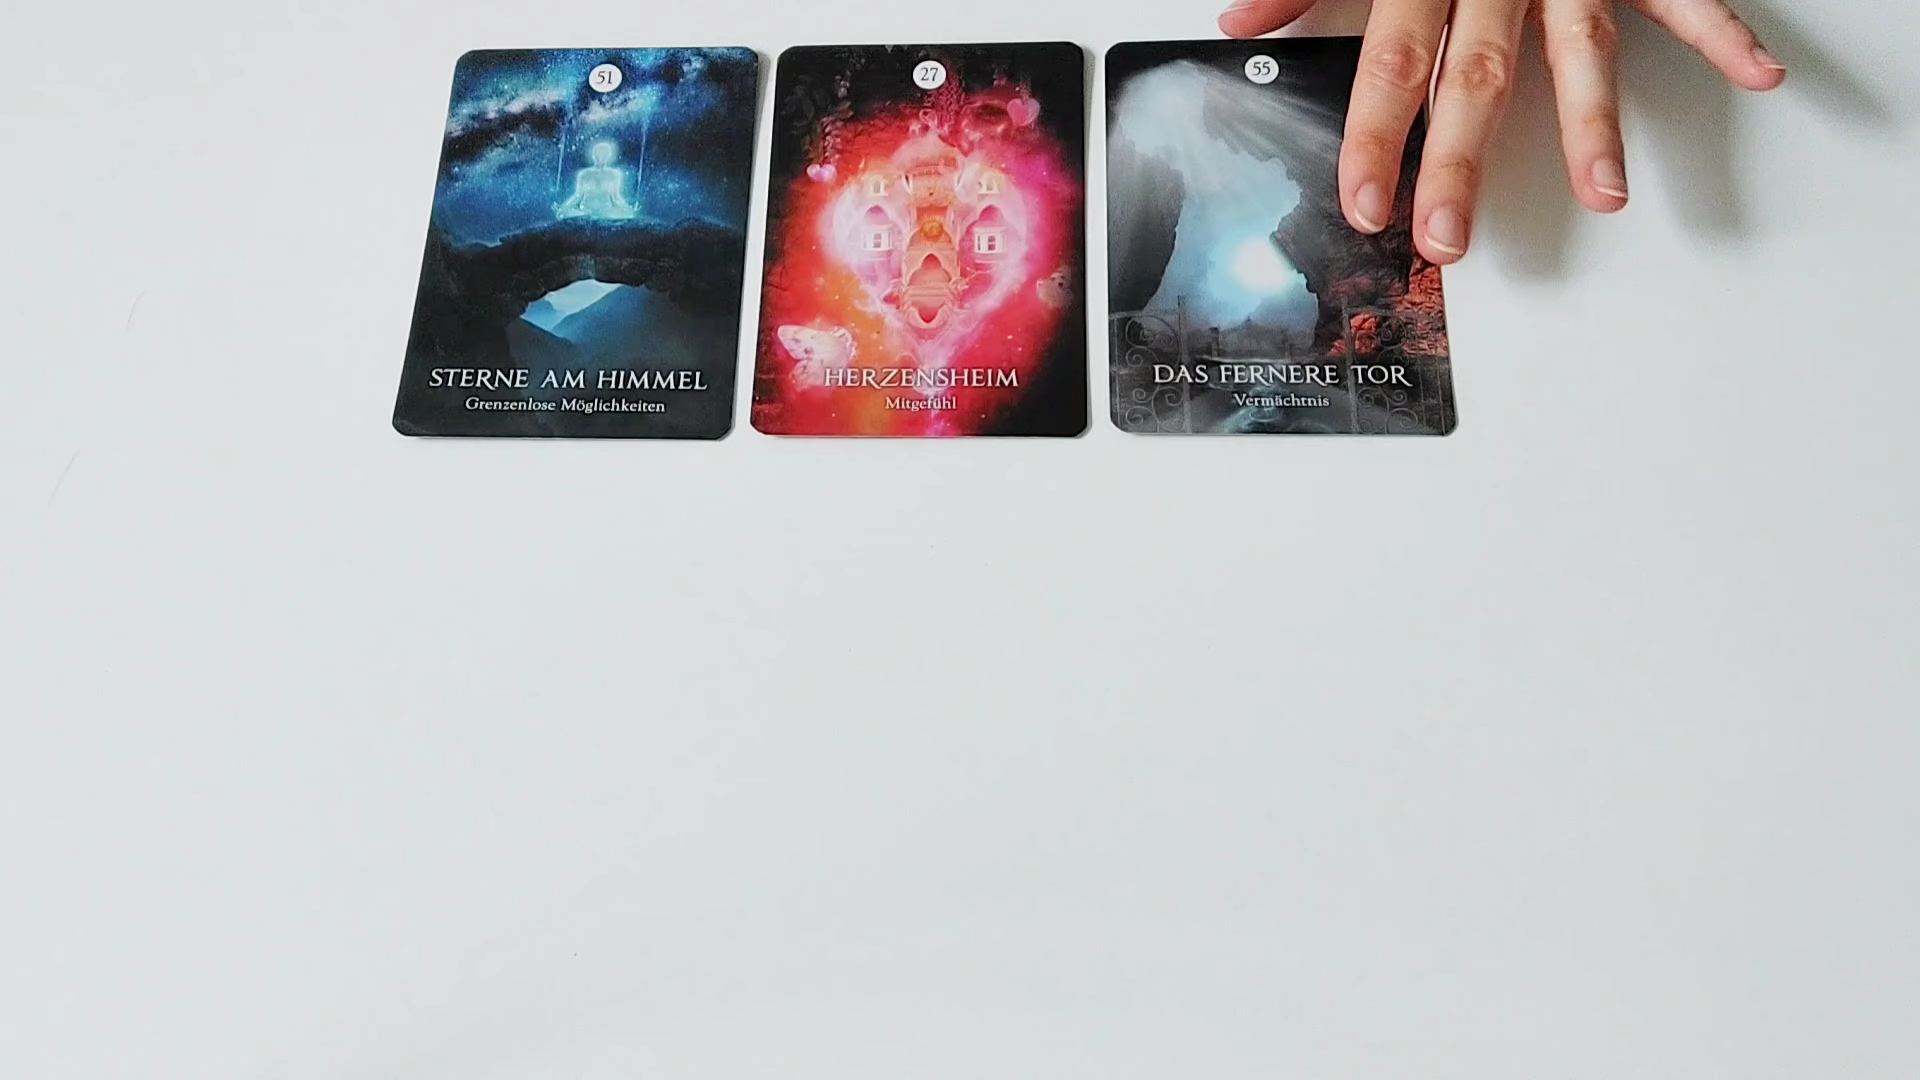 51
STERNE AM HIMMEL
Grenzenlose Möglichkeiten
27
HERZENSHEIM
Mitgefühl
55
DAS FERNERE TOR
Vermächtnis